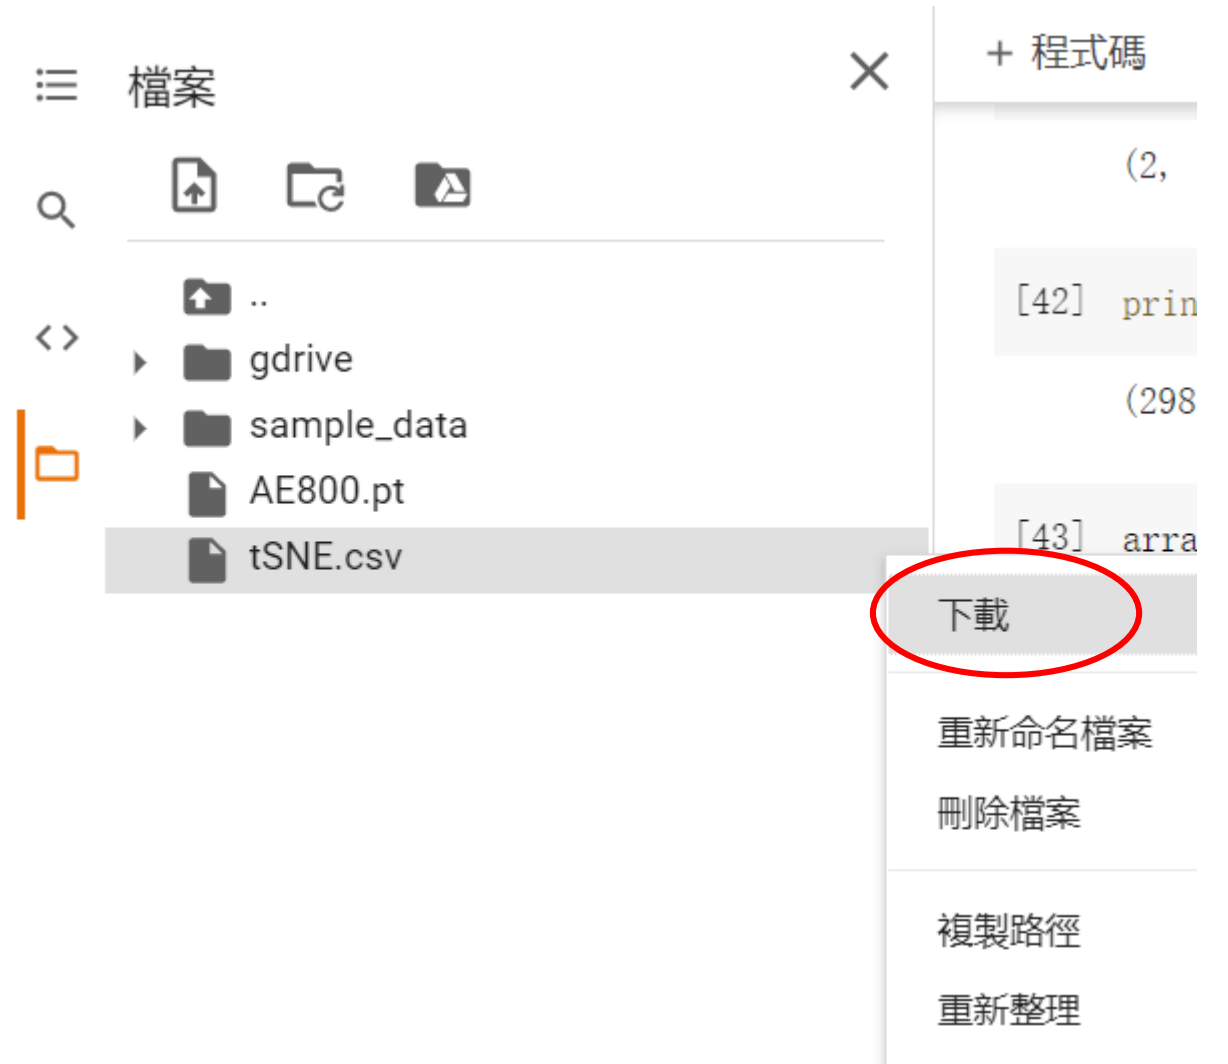 檔案
..
gdrive
sample_data
AE800.pt
tSNE.csv
+ 程式碼
(2,
[42] prin
(298
[43] arra
下載
重新命名檔案
刪除檔案
複製路徑
重新整理